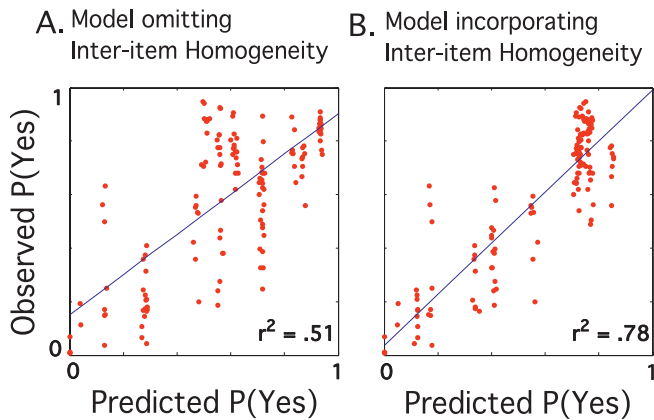 A. Model omitting
Inter-item Homogeneity
B. Model incorporating
Inter-item Homogeneity
1
Observed P(Yes)
0
r² = .51
r² = .78
0
1
0
1
Predicted P(Yes)
Predicted P(Yes)